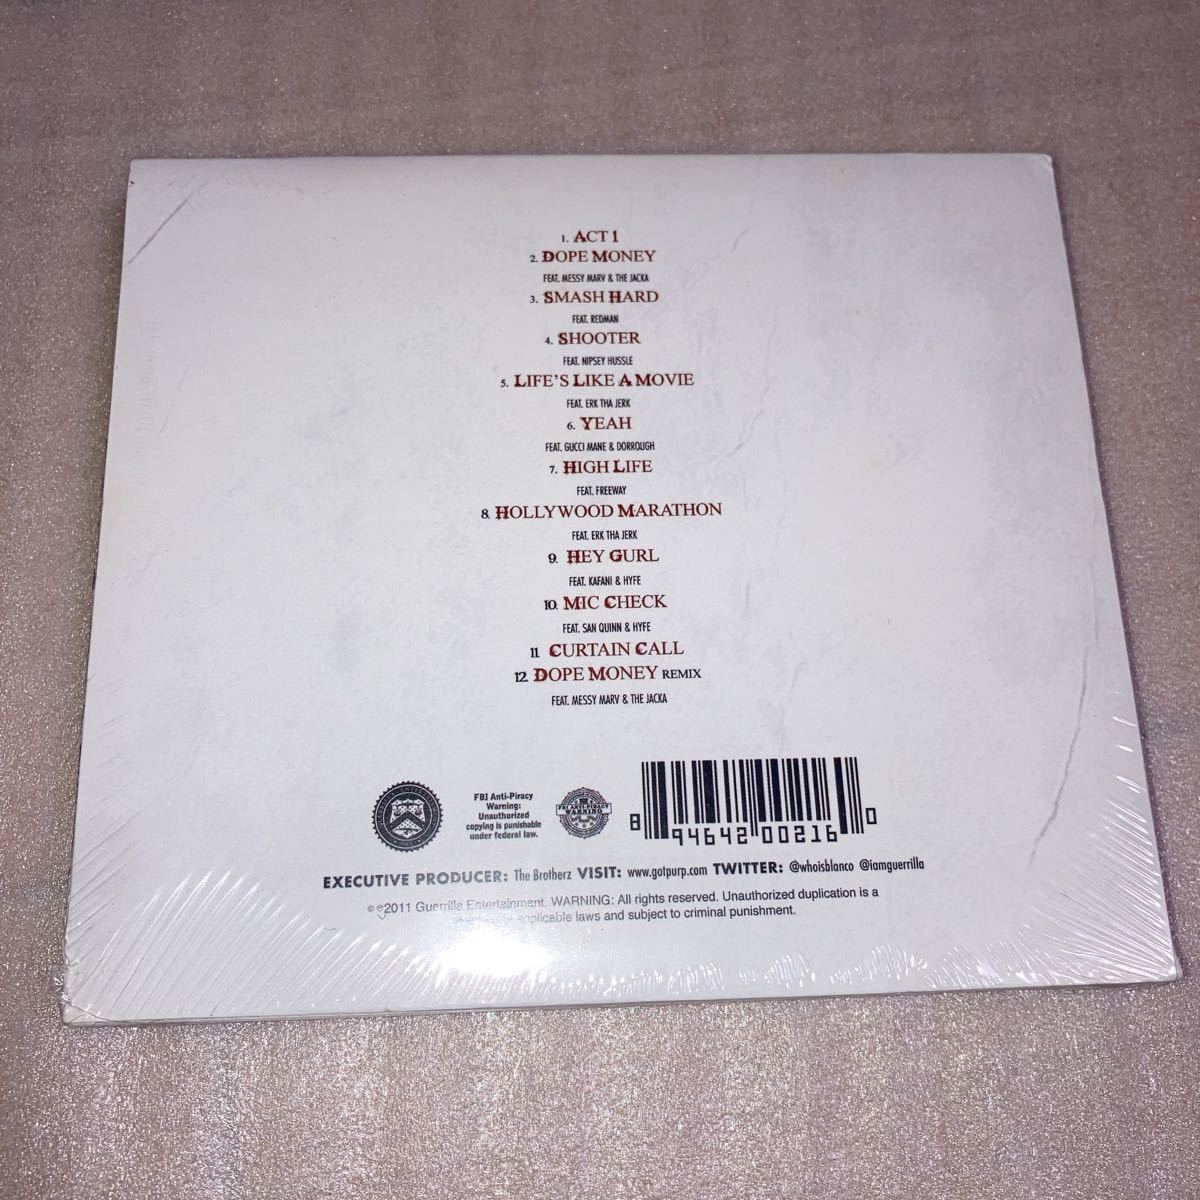 1. ACT 1
2. DOPE MONEY
FEAT. MESSY MARV & THE JACKA
3. SMASH HARD
FEAT. REDMAN
4. SHOOTER
FEAT. NIPSEY HUSSLE
5. LIFE'S LIKE A MOVIE
FEAT. ERK THA JERK
6. YEAH
FEAT. GUCCI MANE & DORROUGH
7. HIGH LIFE
FEAT. FREEWAY
8. HOLLYWOOD MARATHON
FEAT. ERK THA JERK
9. HEY GURL
FEAT. KAFANI & HYFE
10. MIC CHECK
FEAT. SAN QUINN & HYFE
11. CURTAIN CALL
12. DOPE MONEY REMIX
FEAT. MESSY MARV & THE JACKA
FBI Anti-Piracy
Warning:
Unauthorized
copying is punishable
under federal law.
FBI ANTI-PIRACY
WARNING
8 94642 00216 0
EXECUTIVE PRODUCER: The Brotherz VISIT: www.gotpurp.com TWITTER: @whoisblanco @iamguerrilla
©℗2011 Guerrilla Entertainment. WARNING: All rights reserved. Unauthorized duplication is a
applicable laws and subject to criminal punishment.